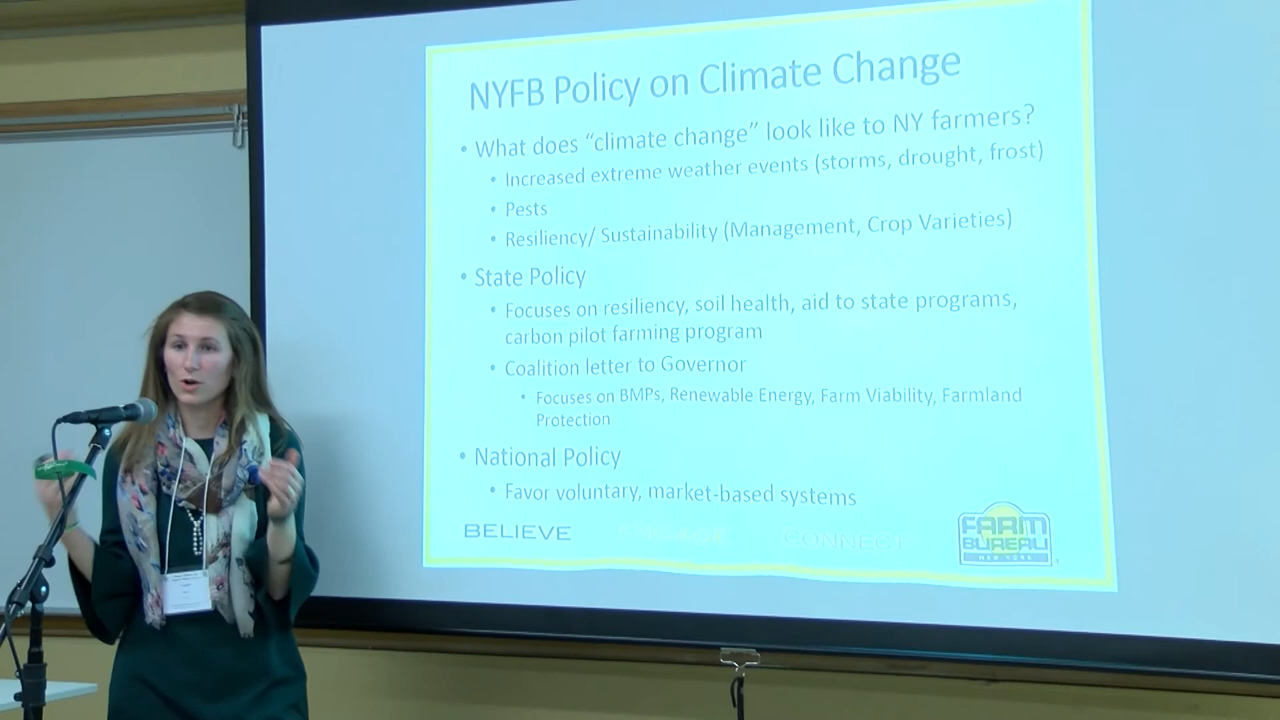 NYFB Policy on Climate Change
• What does “climate change” look like to NY farmers?
• Increased extreme weather events (storms, drought, frost)
• Pests
• Resiliency/ Sustainability (Management, Crop Varieties)
• State Policy
• Focuses on resiliency, soil health, aid to state programs,
carbon pilot farming program
• Coalition letter to Governor
• Focuses on BMPs, Renewable Energy, Farm Viability, Farmland
Protection
• National Policy
• Favor voluntary, market-based systems
BELIEVE CONNECT
FARM
BUREAU
NEW YORK